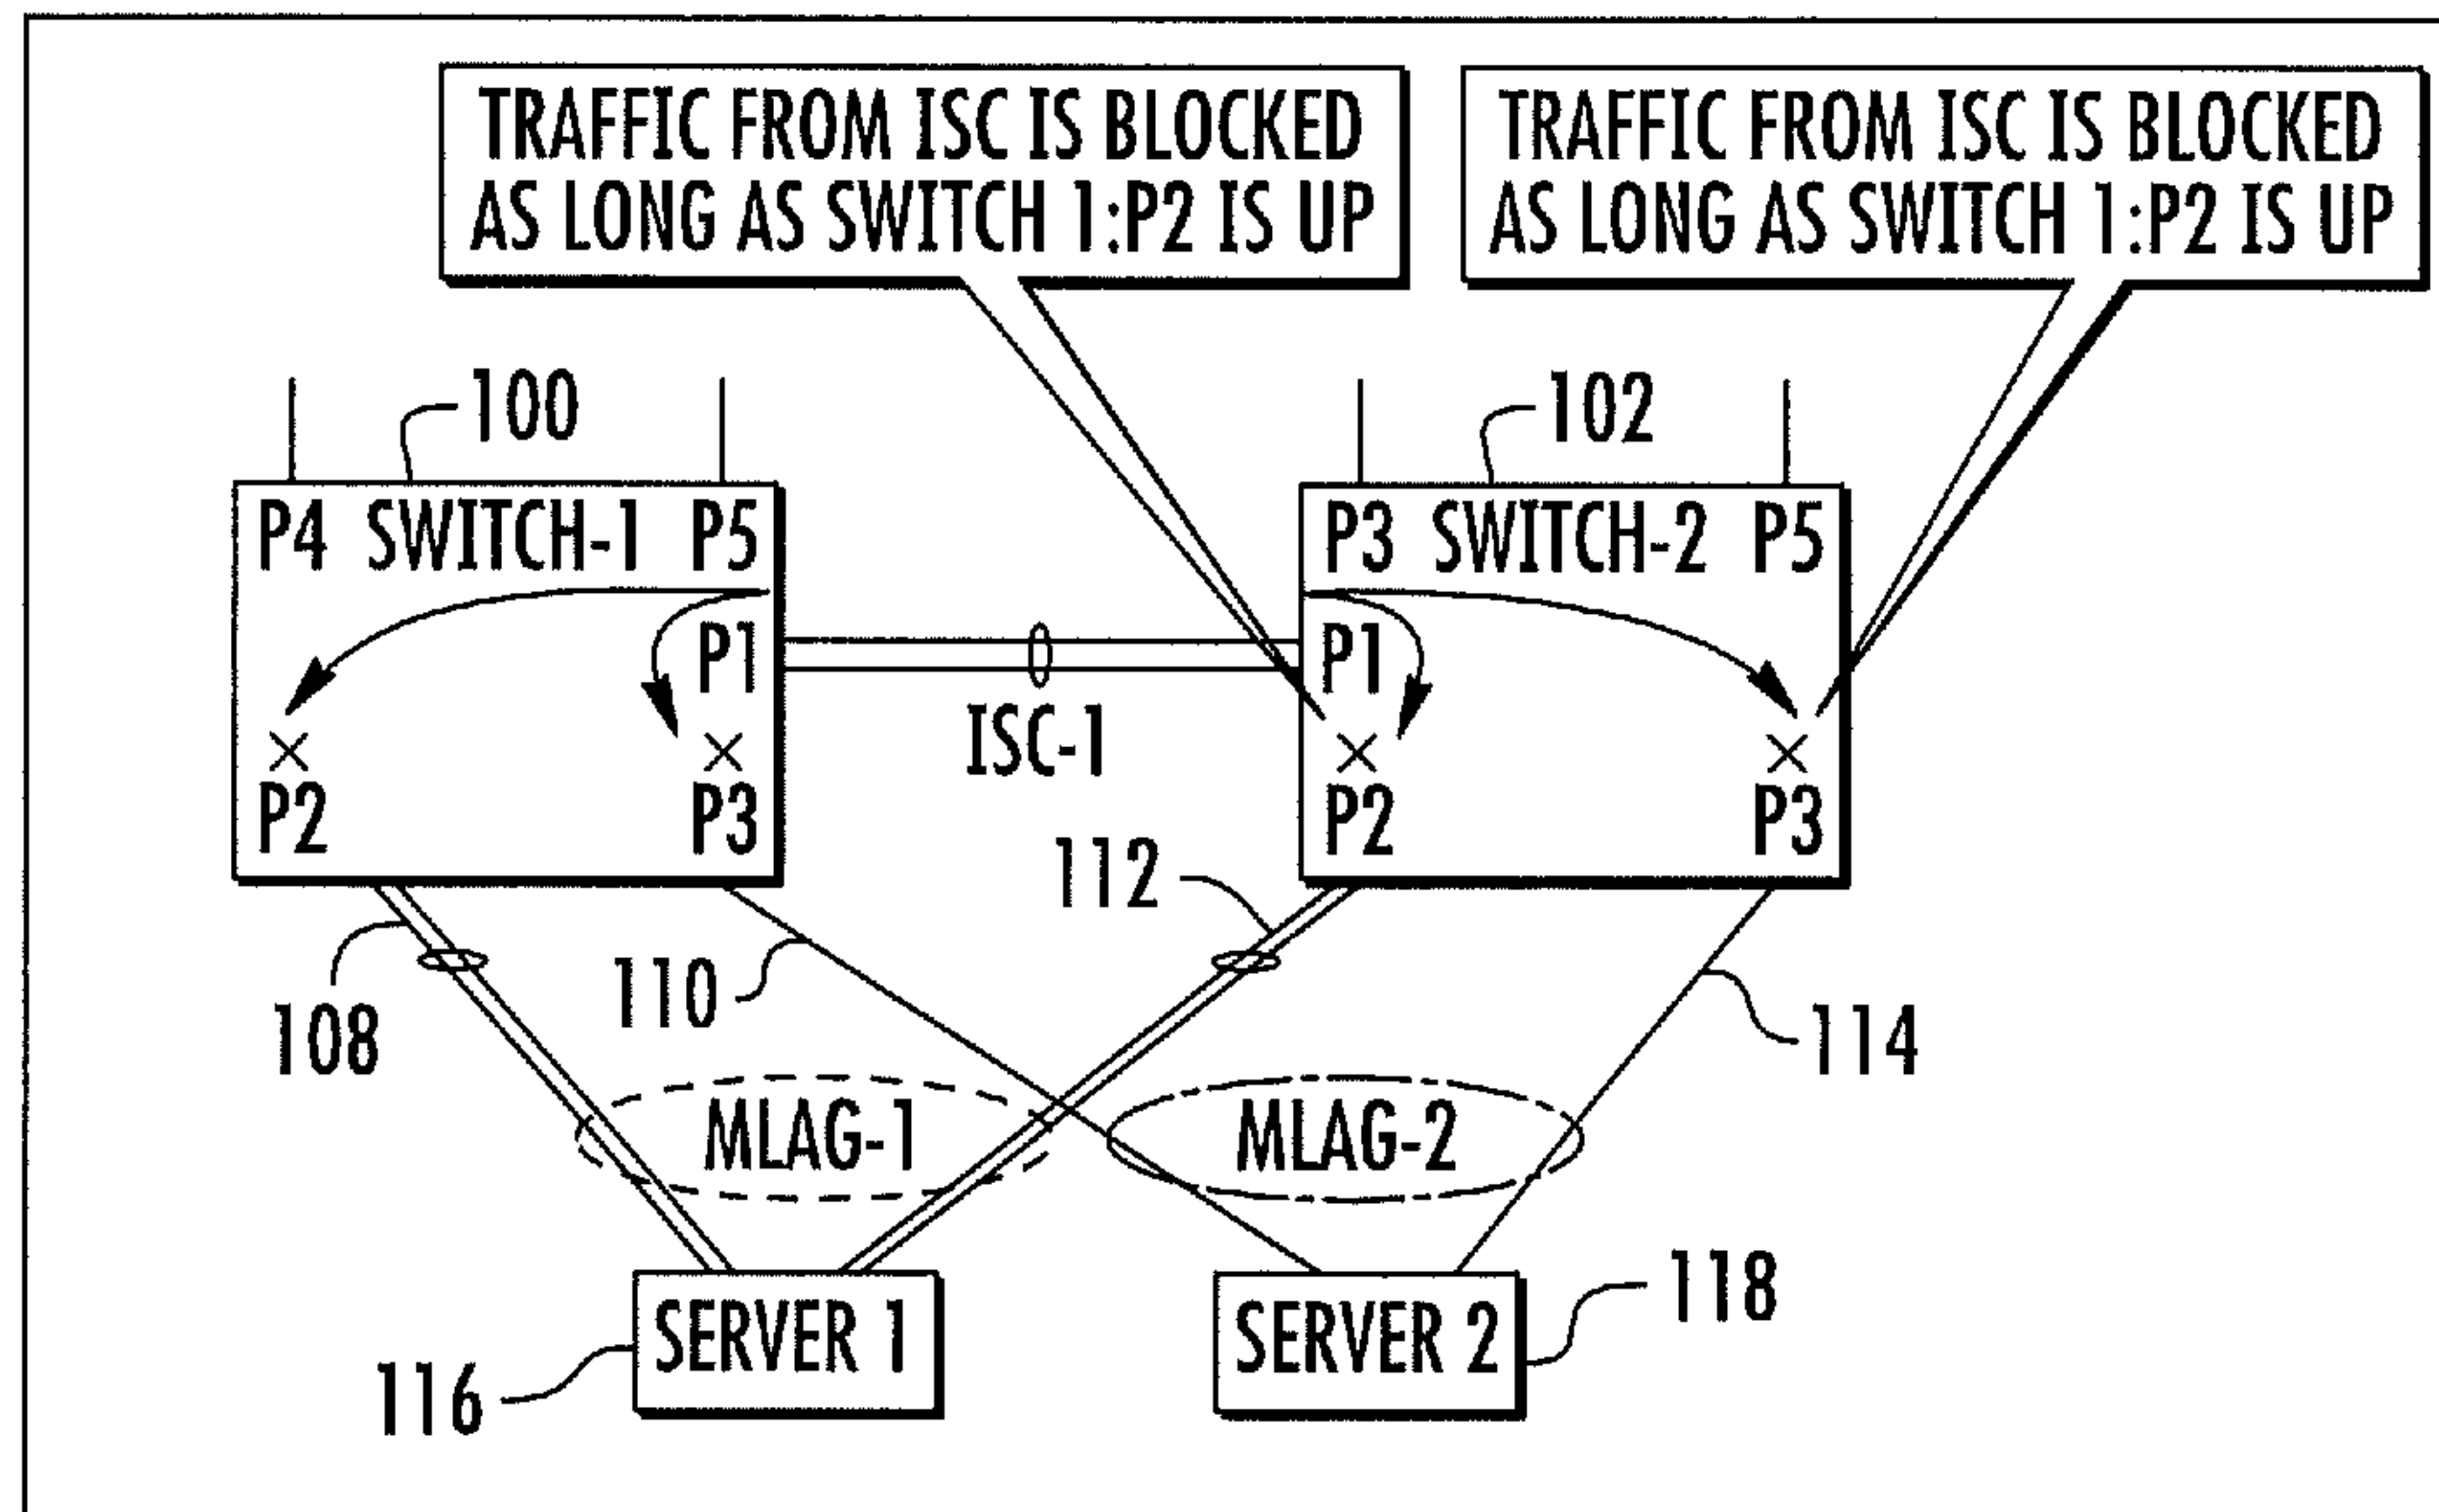 TRAFFIC FROM ISC IS BLOCKED
AS LONG AS SWITCH 1:P2 IS UP
TRAFFIC FROM ISC IS BLOCKED
AS LONG AS SWITCH 1:P2 IS UP
100
102
P4 SWITCH-1 P5
P3 SWITCH-2 P5
P1
P1
ISC-1
P2
P3
P2
P3
112
110
108
114
MLAG-1
MLAG-2
SERVER 1
SERVER 2
118
116